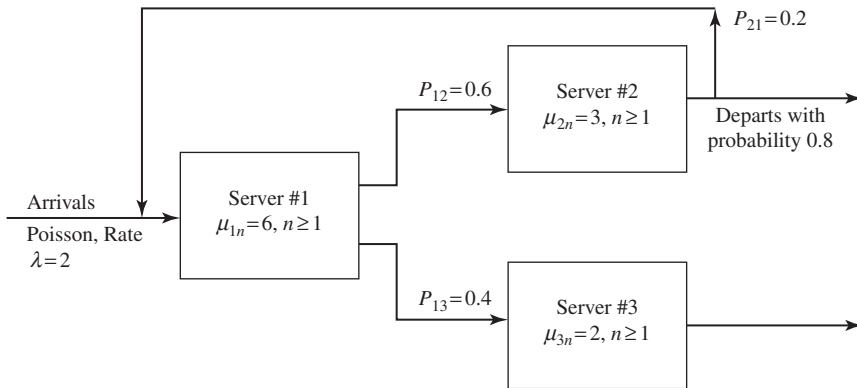 P₂₁=0.2
P₁₂=0.6
Server #2
μ₂ₙ=3, n≥1
Departs with
probability 0.8
Server #1
μ₁ₙ=6, n≥1
Arrivals
Poisson, Rate
λ=2
P₁₃=0.4
Server #3
μ₃ₙ=2, n≥1